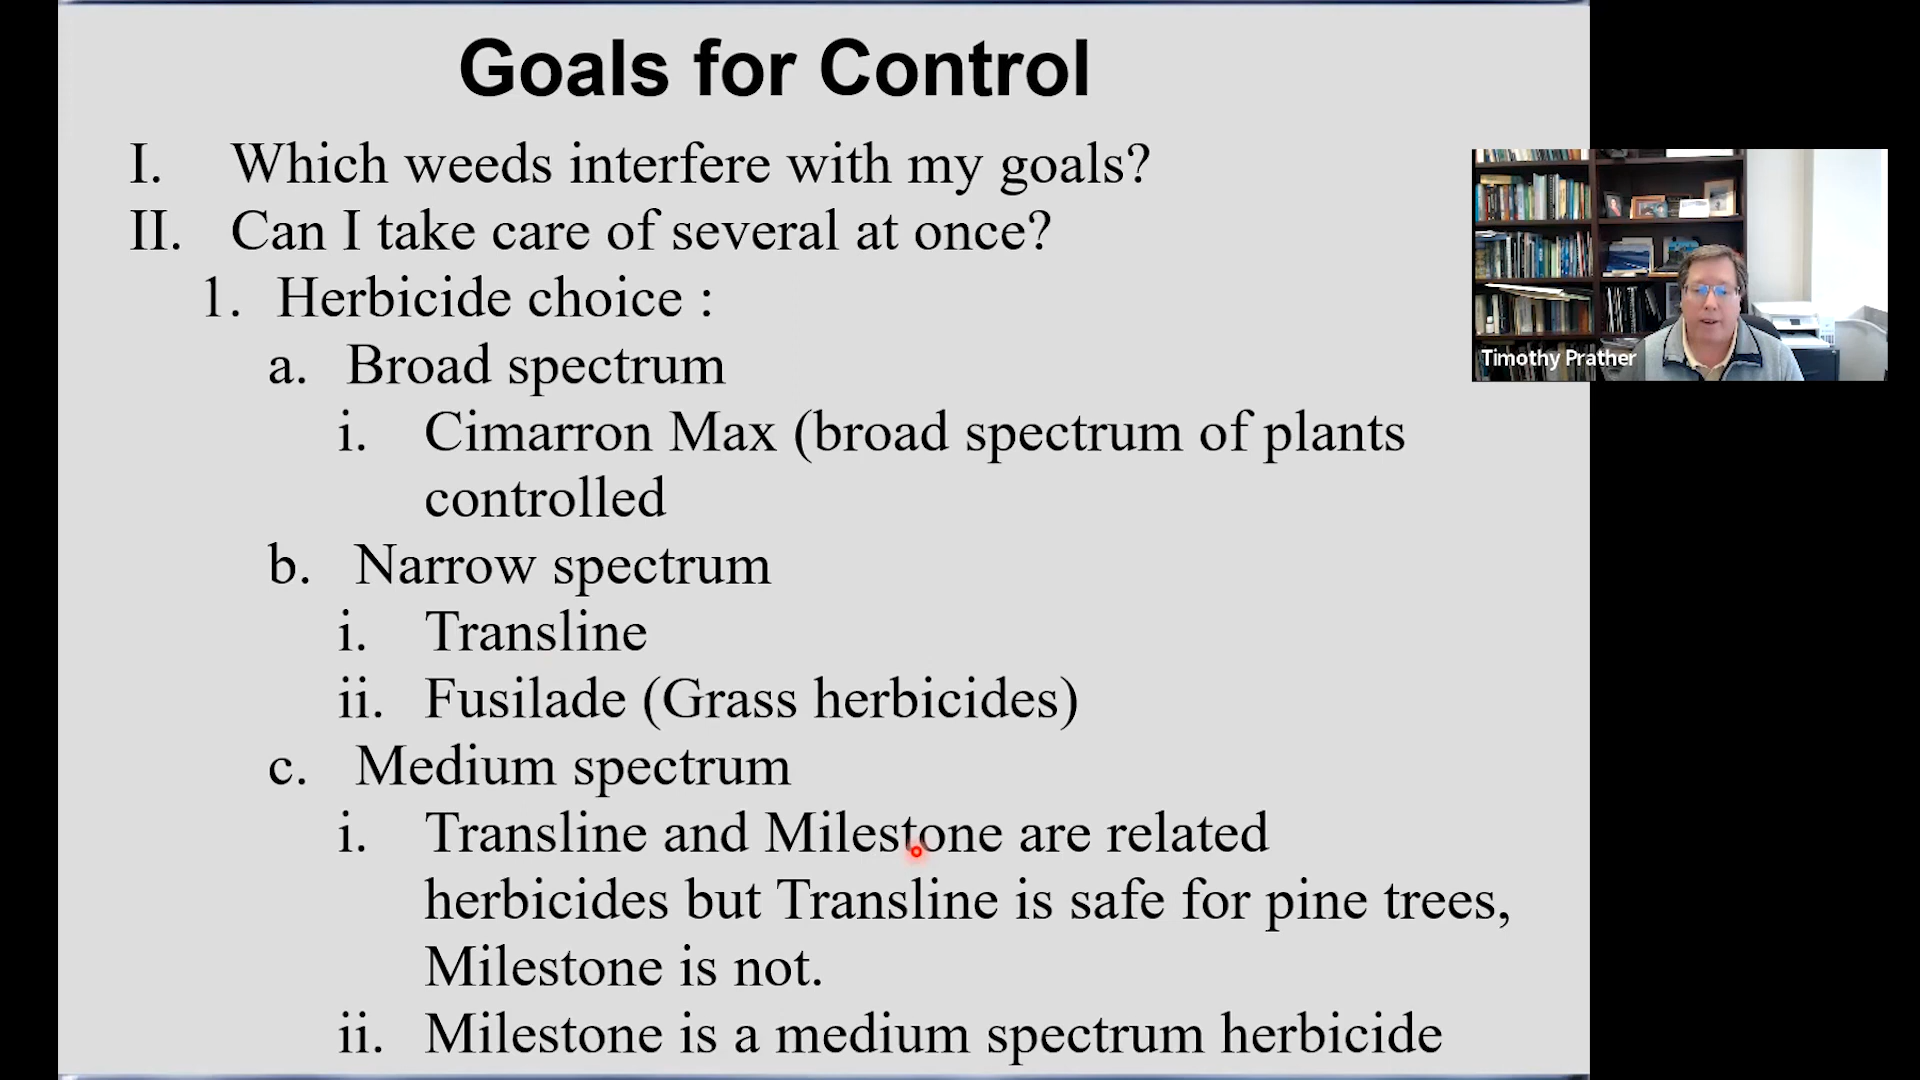 Goals for Control
I. Which weeds interfere with my goals?
II. Can I take care of several at once?
1. Herbicide choice :
a. Broad spectrum
i. Cimarron Max (broad spectrum of plants
controlled
b. Narrow spectrum
i. Transline
ii. Fusilade (Grass herbicides)
c. Medium spectrum
i. Transline and Milestone are related
herbicides but Transline is safe for pine trees,
Milestone is not.
ii. Milestone is a medium spectrum herbicide
Timothy Prather